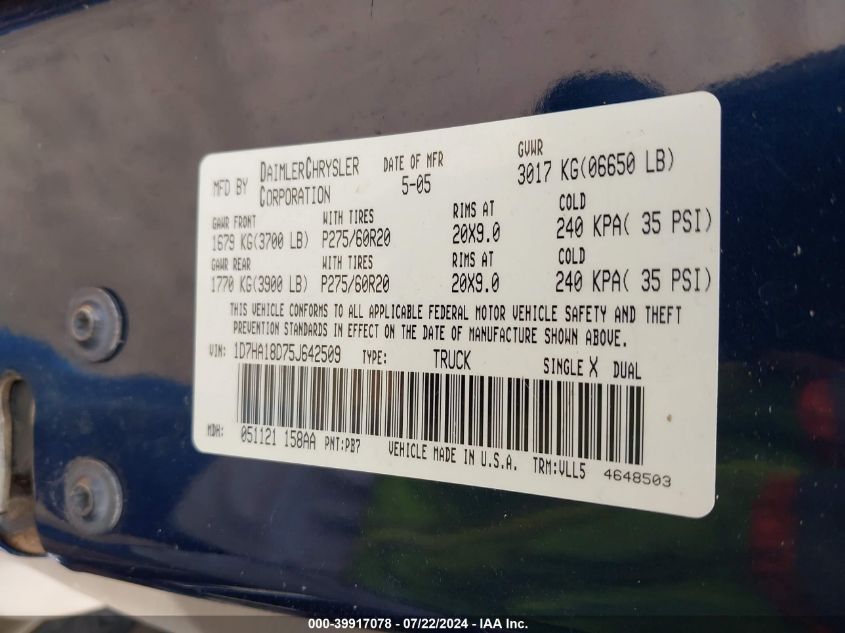 MFD BY DAIMLERCHRYSLER CORPORATION
DATE OF MFR 5-05
GVWR 3017 KG(06650 LB)
GAWR FRONT WITH TIRES RIMS AT COLD
1679 KG(3700 LB) P275/60R20 20X9.0 240 KPA( 35 PSI)
GAWR REAR WITH TIRES RIMS AT COLD
1770 KG(3900 LB) P275/60R20 20X9.0 240 KPA( 35 PSI)
THIS VEHICLE CONFORMS TO ALL APPLICABLE FEDERAL MOTOR VEHICLE SAFETY AND THEFT
PREVENTION STANDARDS IN EFFECT ON THE DATE OF MANUFACTURE SHOWN ABOVE.
VIN: 1D7HA18D75J642509 TYPE: TRUCK SINGLE X DUAL
MDH: 051121 158AA PNT:PB7 VEHICLE MADE IN U.S.A. TRM:VLL5 4648503
000-39917078 - 07/22/2024 - IAA Inc.